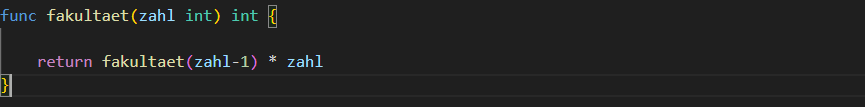 func fakultaet(zahl int) int {
    return fakultaet(zahl-1) * zahl
}